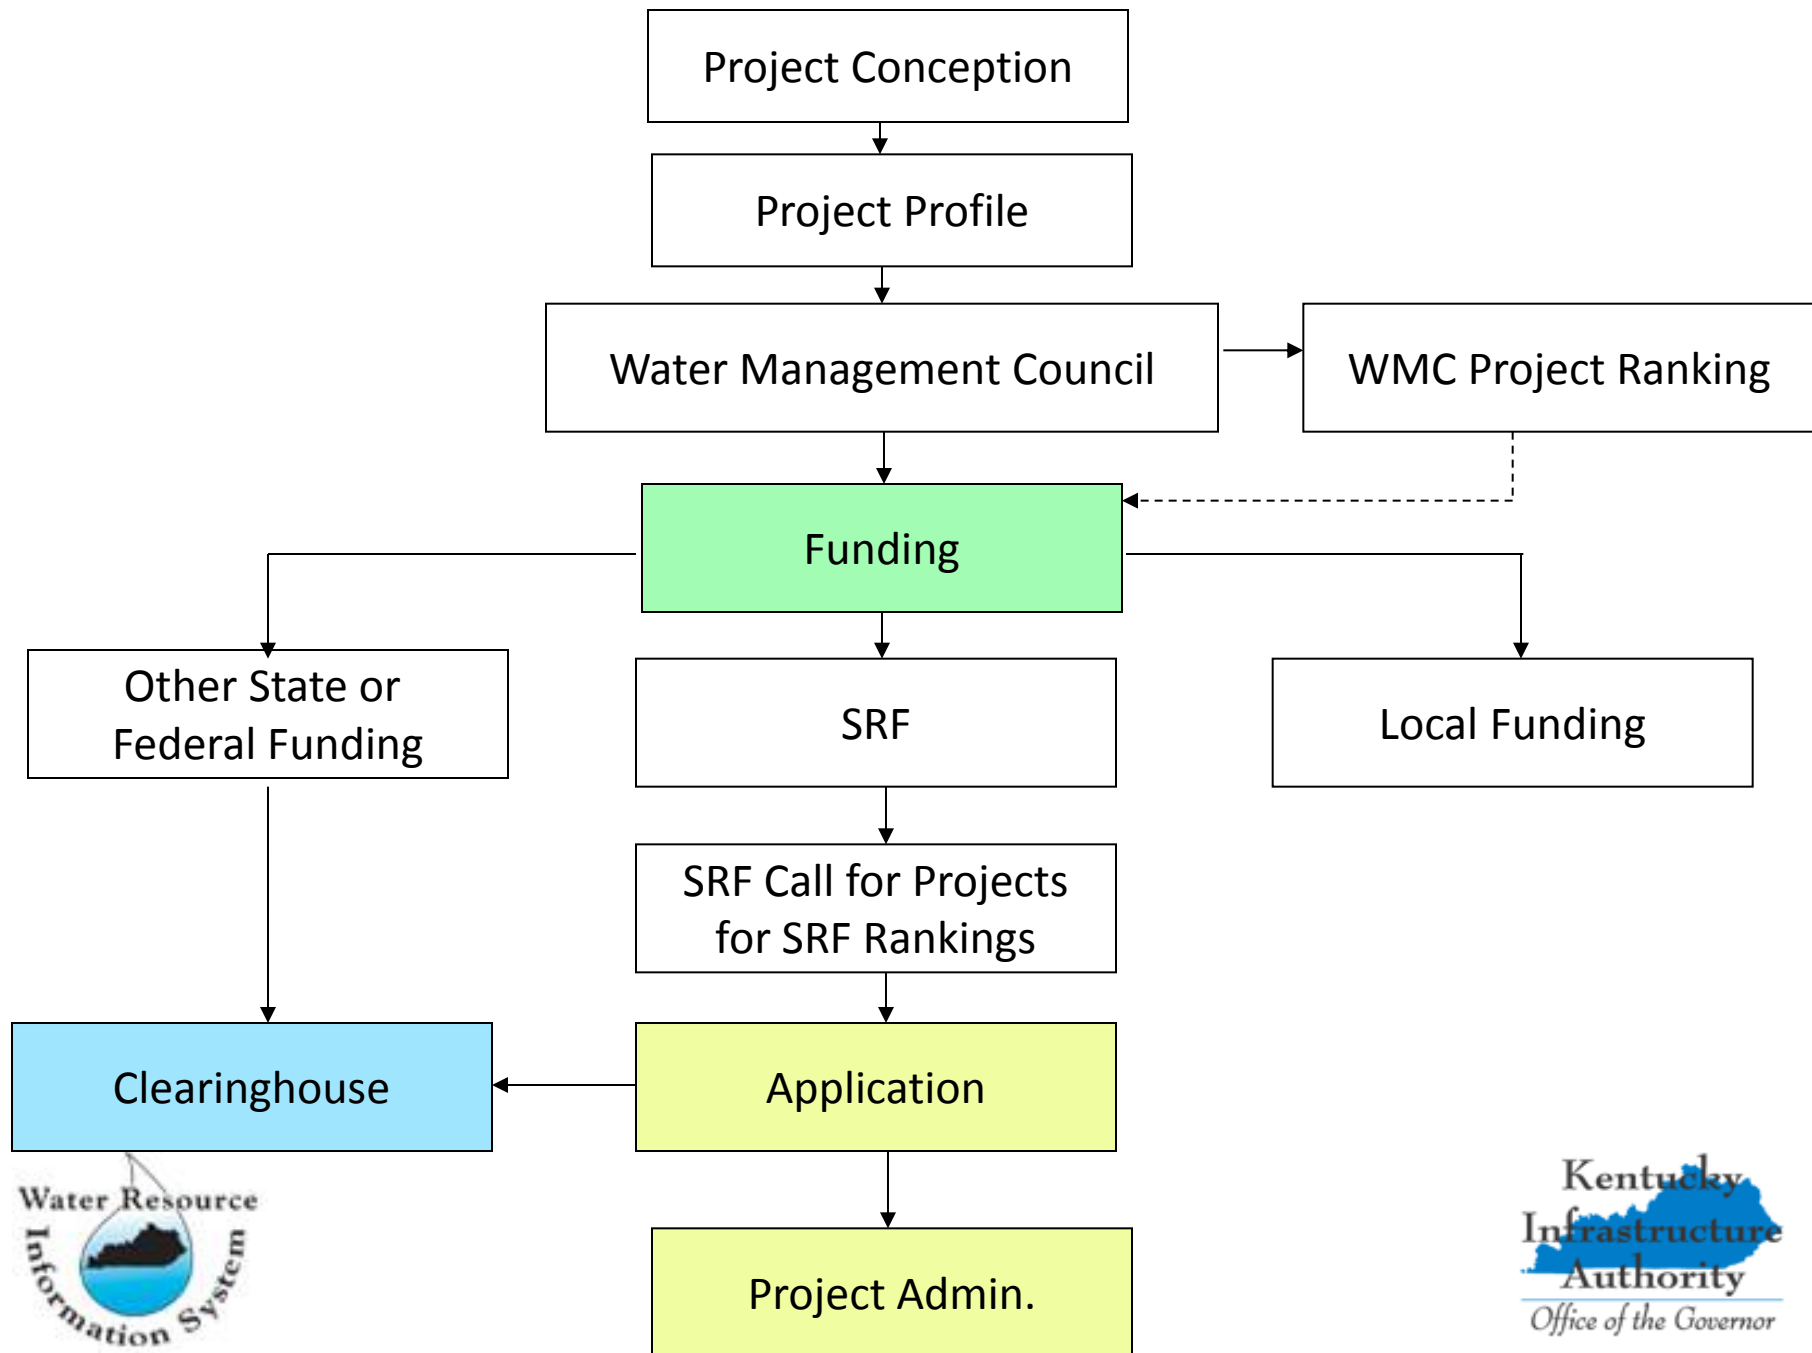 Project Conception
Project Profile
Water Management Council
WMC Project Ranking
Funding
Other State or
Federal Funding
SRF
Local Funding
SRF Call for Projects
for SRF Rankings
Clearinghouse
Application
Project Admin.
Water Resource
Information System
Kentucky
Infrastructure
Authority
Office of the Governor